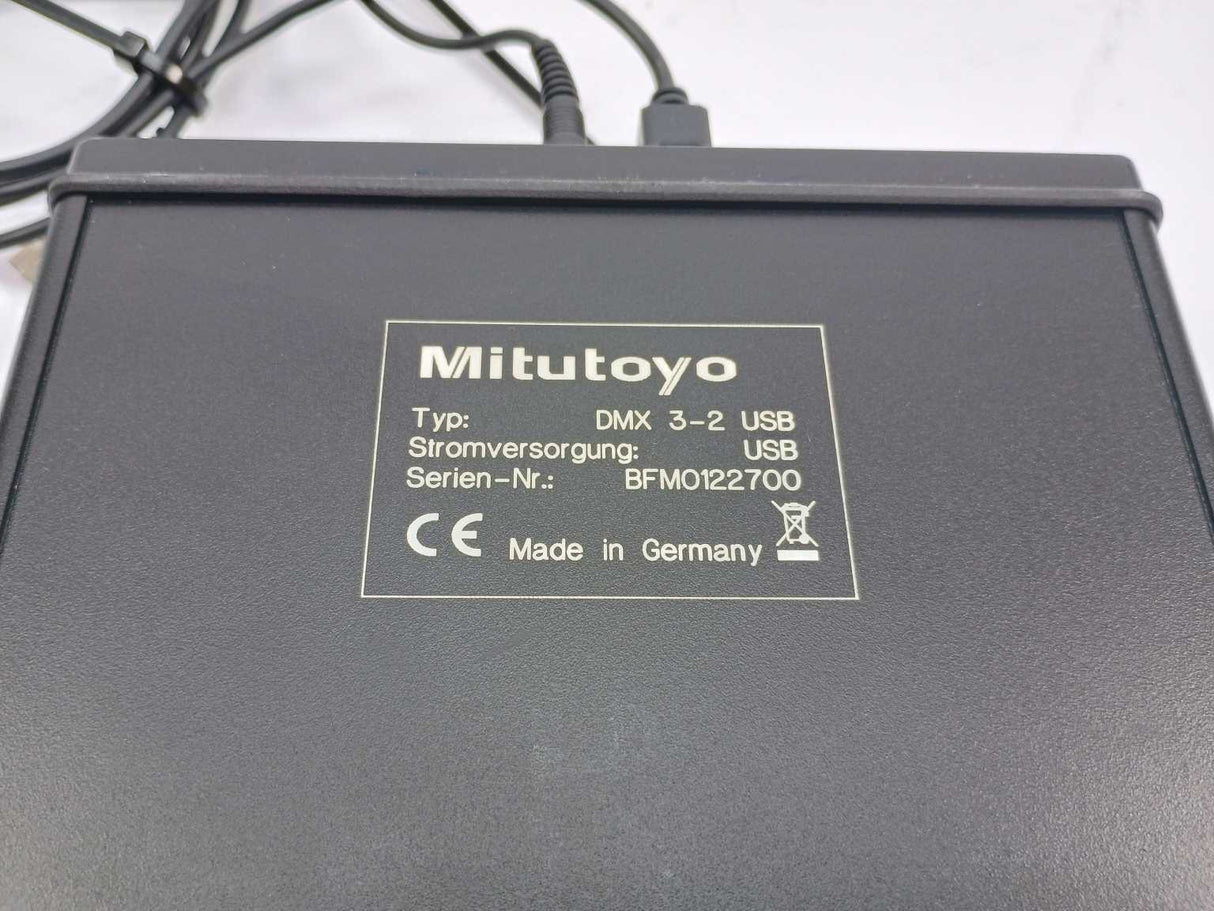 Mitutoyo
Typ: DMX 3-2 USB
Stromversorgung: USB
Serien-Nr.: BFM0122700
CE Made in Germany